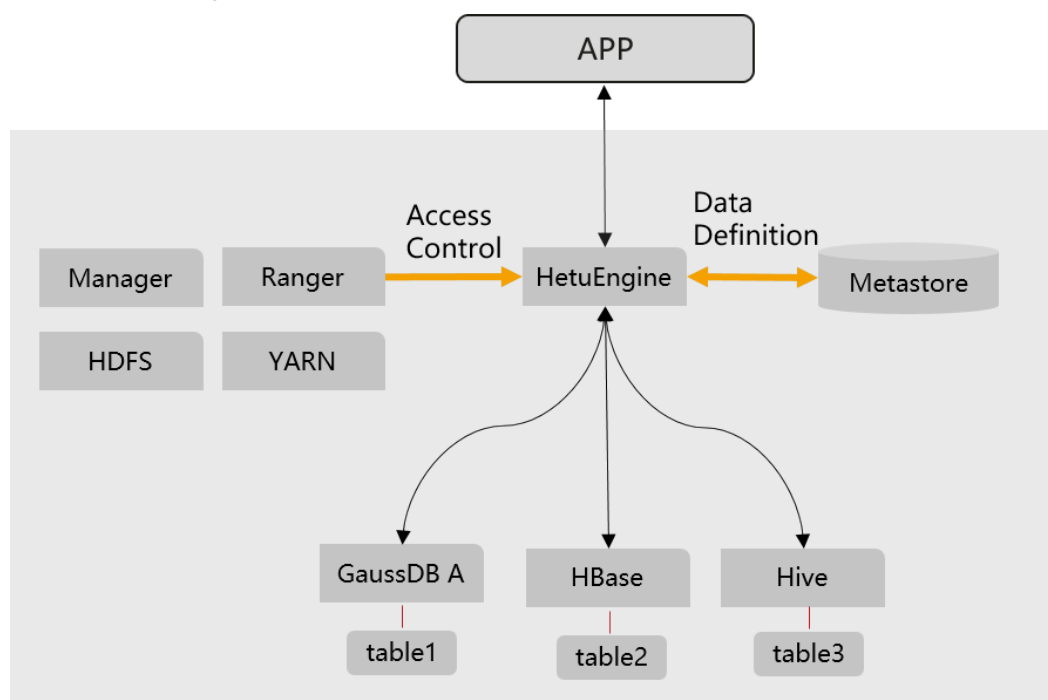 APP
Access
Control
Data
Definition
Manager
Ranger
HetuEngine
Metastore
HDFS
YARN
GaussDB A
HBase
Hive
table1
table2
table3